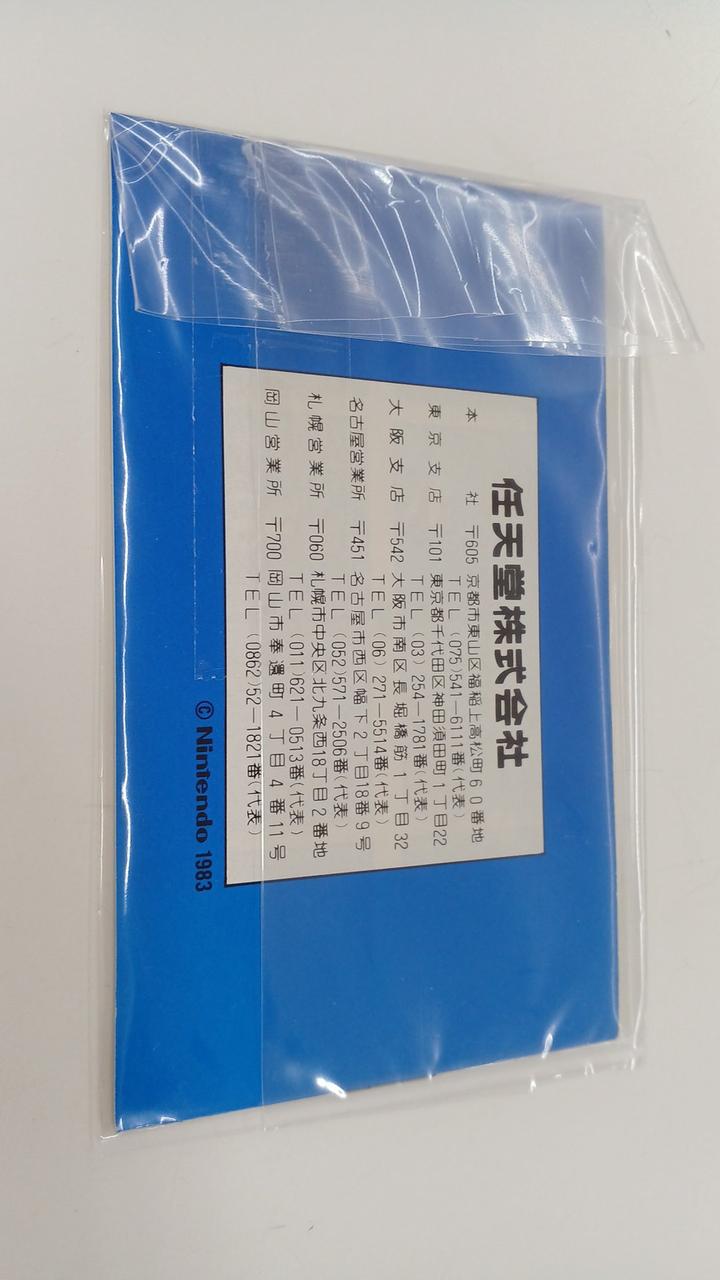 任天堂株式会社
本 社 〒605 京都市東山区福稲上高松町60番地
TEL (075)541-6111番(代表)
東京支店 〒101 東京都千代田区神田須田町1丁目22
TEL (03) 254-1781番(代表)
大阪支店 〒542 大阪市南区長堀橋筋1丁目32
TEL (06) 271-5514番(代表)
名古屋営業所 〒451 名古屋市西区幅下2丁目18番9号
TEL (052)571-2506番(代表)
札幌営業所 〒060 札幌市中央区北九条西18丁目2番地
TEL (011)621-0513番(代表)
岡山営業所 〒700 岡山市奉還町4丁目4番11号
TEL (0862)52-1821番(代表)
© Nintendo 1983